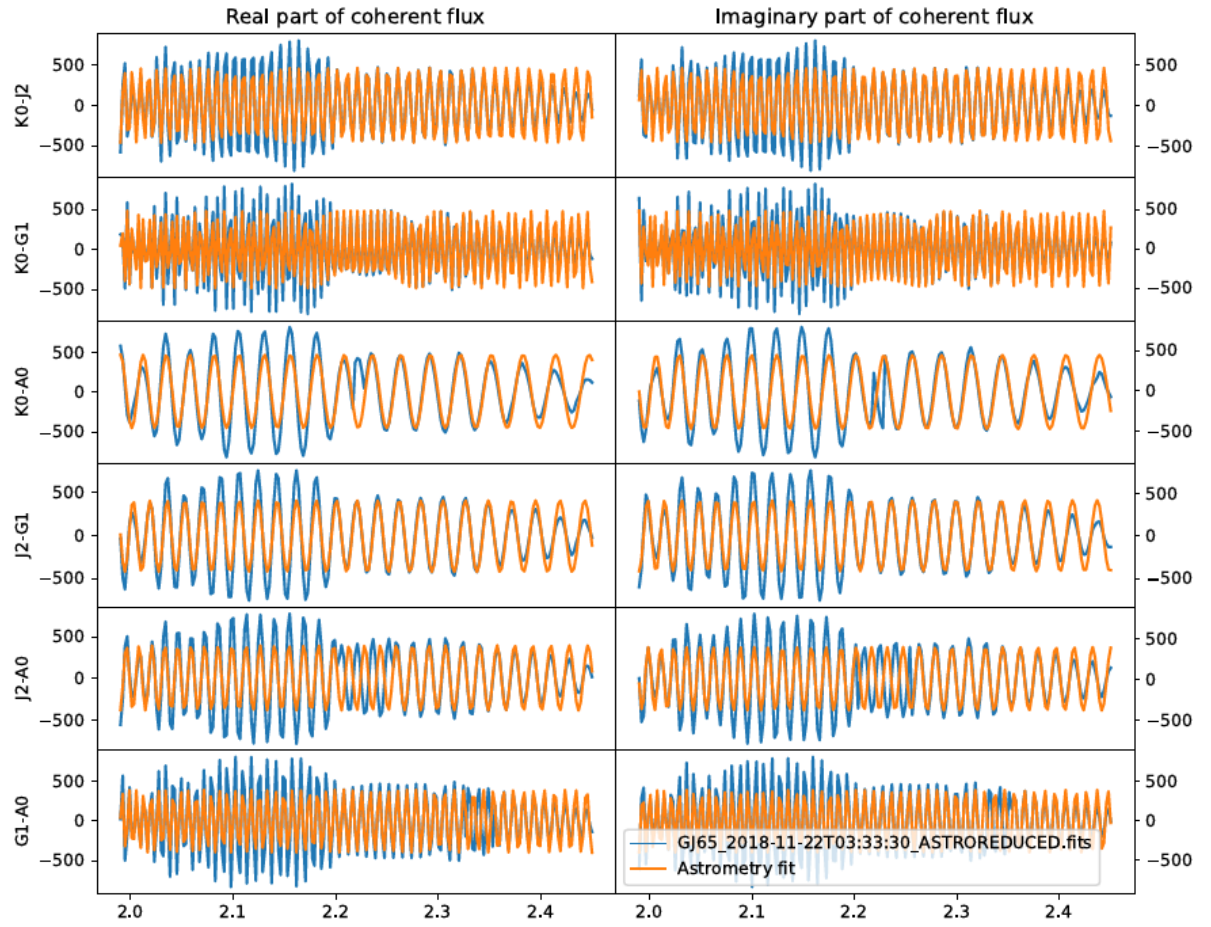 Real part of coherent flux Imaginary part of coherent flux
K0-J2 500 0 −500 500 0 −500
K0-G1 500 0 −500 500 0 −500
K0-A0 500 0 −500 500 0 −500
J2-G1 500 0 −500 500 0 −500
J2-A0 500 0 −500 500 0 −500
G1-A0 500 0 −500 500 0 −500
GJ65_2018-11-22T03:33:30_ASTROREDUCED.fits
Astrometry fit
2.0 2.1 2.2 2.3 2.4 2.0 2.1 2.2 2.3 2.4